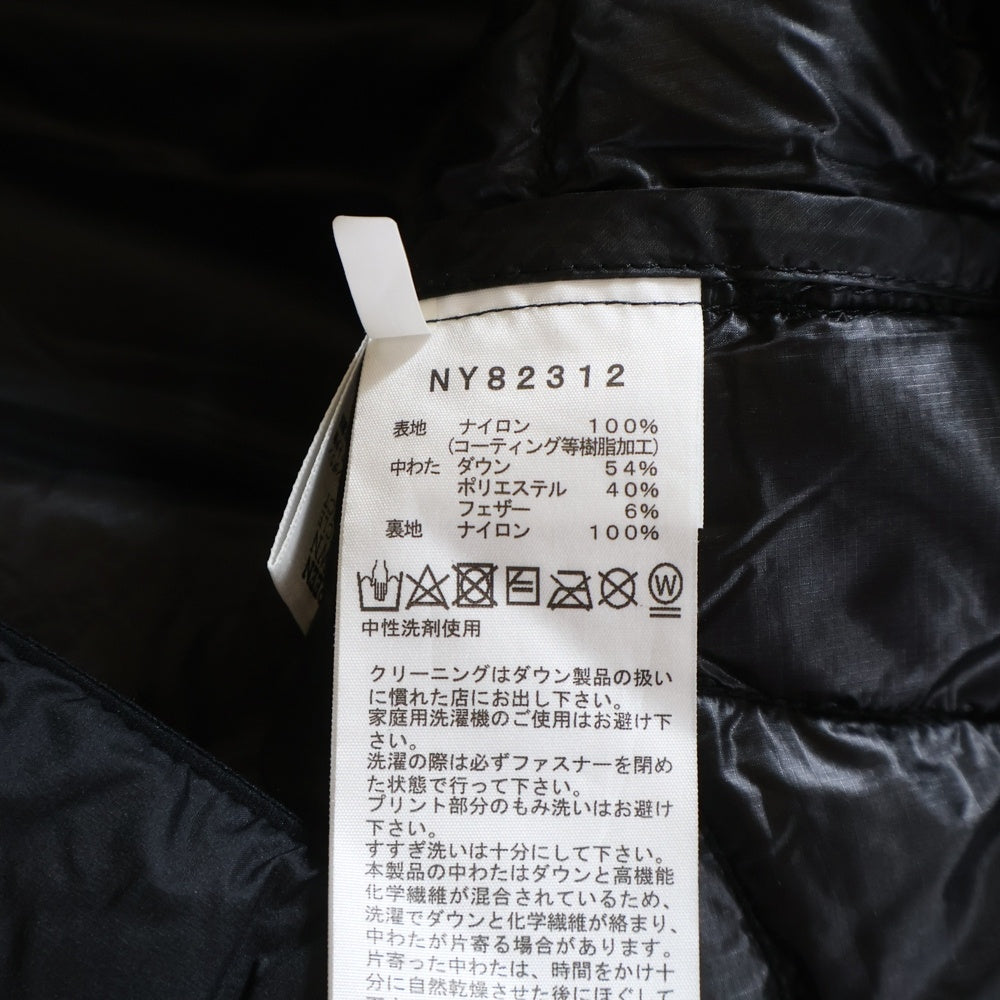 NY82312
表地 ナイロン 100%
(コーティング等樹脂加工)
中わた ダウン 54%
ポリエステル 40%
フェザー 6%
裏地 ナイロン 100%
W
中性洗剤使用
クリーニングはダウン製品の扱い
に慣れた店にお出し下さい。
家庭用洗濯機のご使用はお避け下
さい。
洗濯の際は必ずファスナーを閉め
た状態で行って下さい。
プリント部分のもみ洗いはお避け
下さい。
すすぎ洗いは十分にして下さい。
本製品の中わたはダウンと高機能
化学繊維が混合されているため、
洗濯でダウンと化学繊維が絡まり、
中わたが片寄る場合があります。
片寄った中わたは、時間をかけ十
分に自然乾燥させた後にほぐして